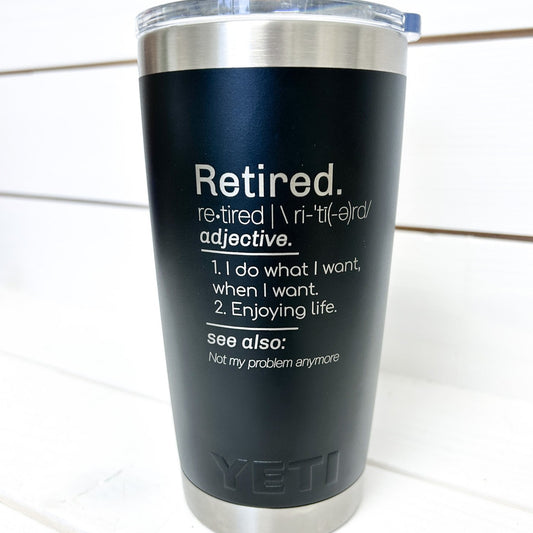 YETI
Retired.
re•tired | \ ri-ˈtī(-ə)rd/
adjective.
1. I do what I want,
when I want.
2. Enjoying life.
see also:
Not my problem anymore
YETI